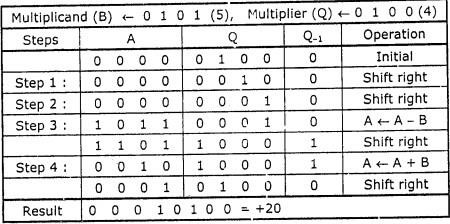 Multiplicand (B) ← 0 1 0 1 (5), Multiplier (Q) ← 0 1 0 0 (4)
Steps A Q Q-1 Operation
0 0 0 0 0 1 0 0 0 Initial
Step 1 : 0 0 0 0 0 0 1 0 0 Shift right
Step 2 : 0 0 0 0 0 0 0 1 0 Shift right
Step 3 : 1 0 1 1 0 0 0 1 0 A ← A – B
1 1 0 1 1 0 0 0 1 Shift right
Step 4 : 0 0 1 0 1 0 0 0 1 A ← A + B
0 0 0 1 0 1 0 0 0 Shift right
Result 0 0 0 1 0 1 0 0 = +20